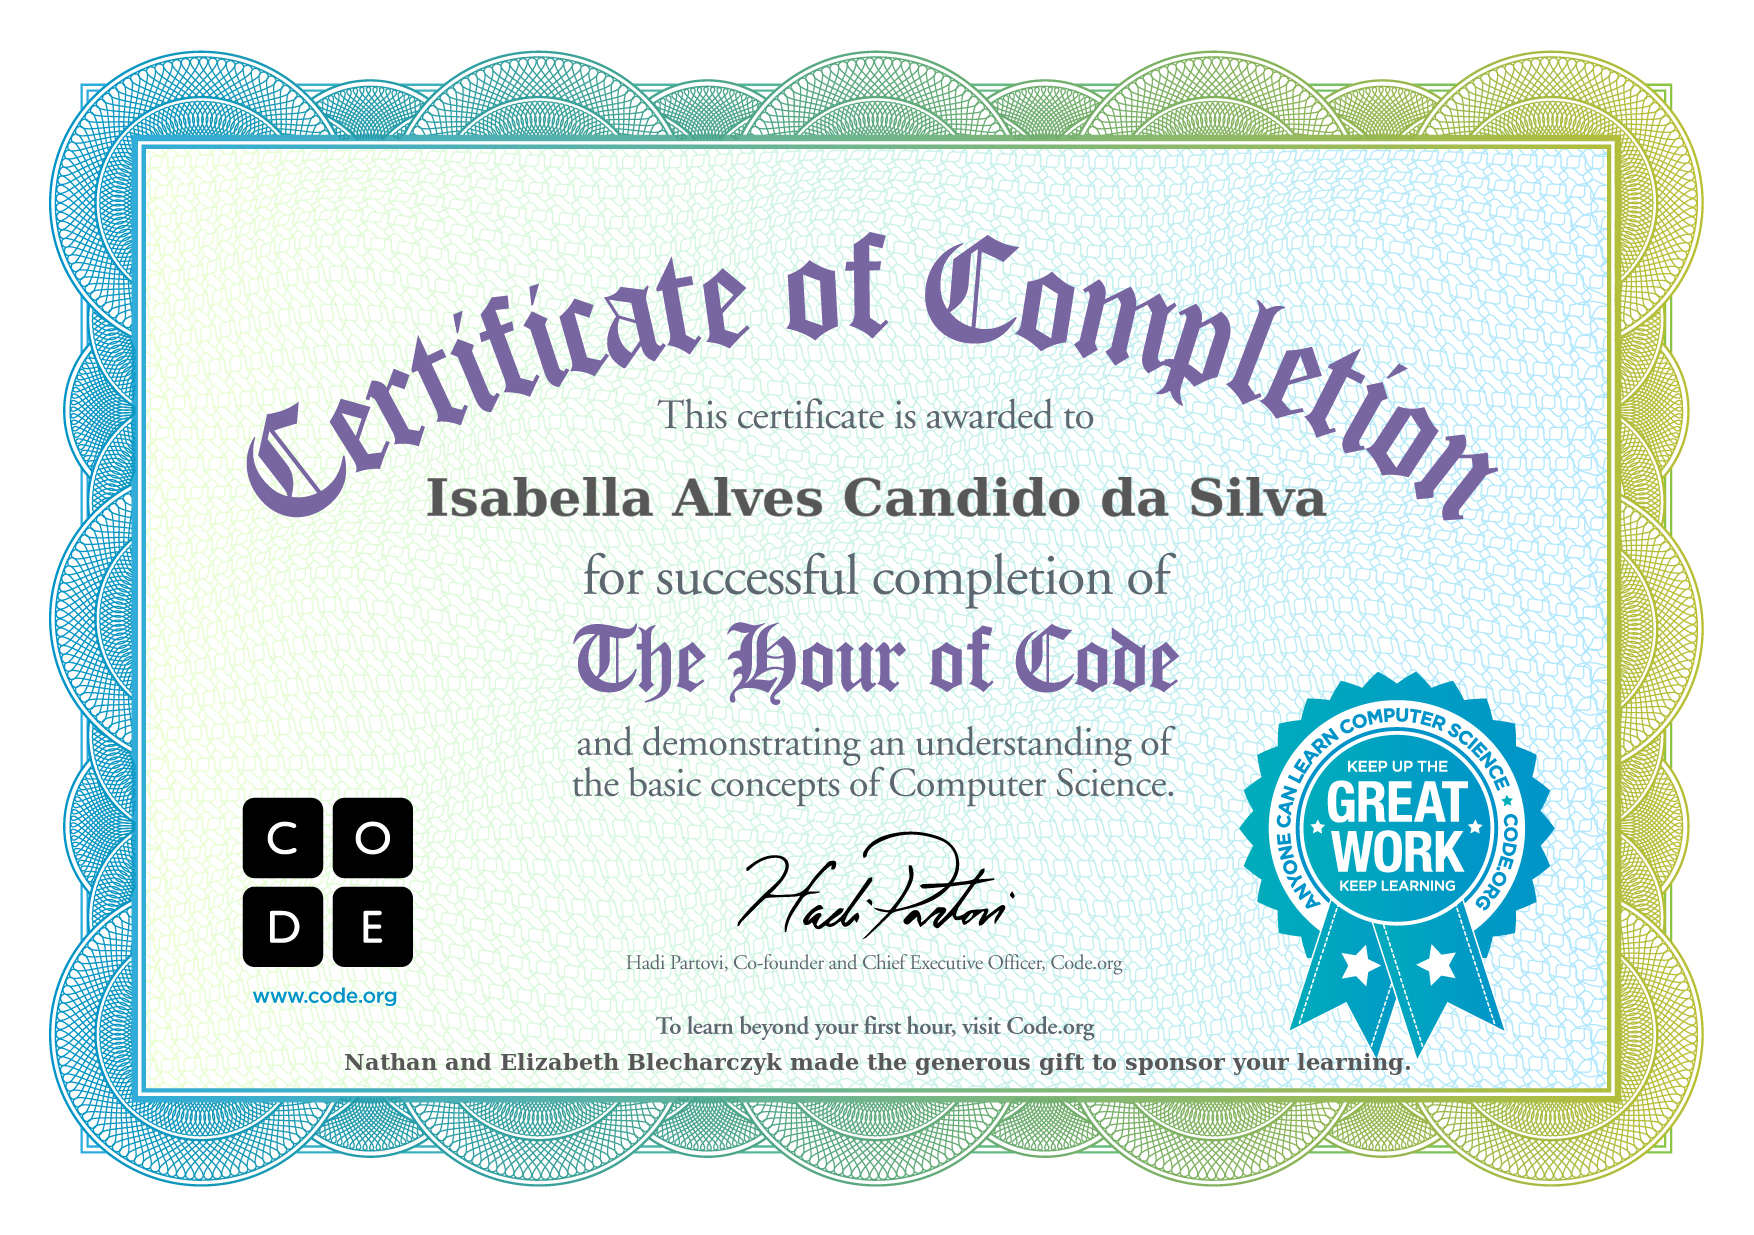 Certificate of Completion
This certificate is awarded to
Isabella Alves Candido da Silva
for successful completion of
The Hour of Code
and demonstrating an understanding of
the basic concepts of Computer Science.
C O
D E
www.code.org
Hadi Partovi
Hadi Partovi, Co-founder and Chief Executive Officer, Code.org
ANYONE CAN LEARN COMPUTER SCIENCE ★ CODE.ORG
KEEP UP THE
GREAT
WORK
KEEP LEARNING
To learn beyond your first hour, visit Code.org
Nathan and Elizabeth Blecharczyk made the generous gift to sponsor your learning.